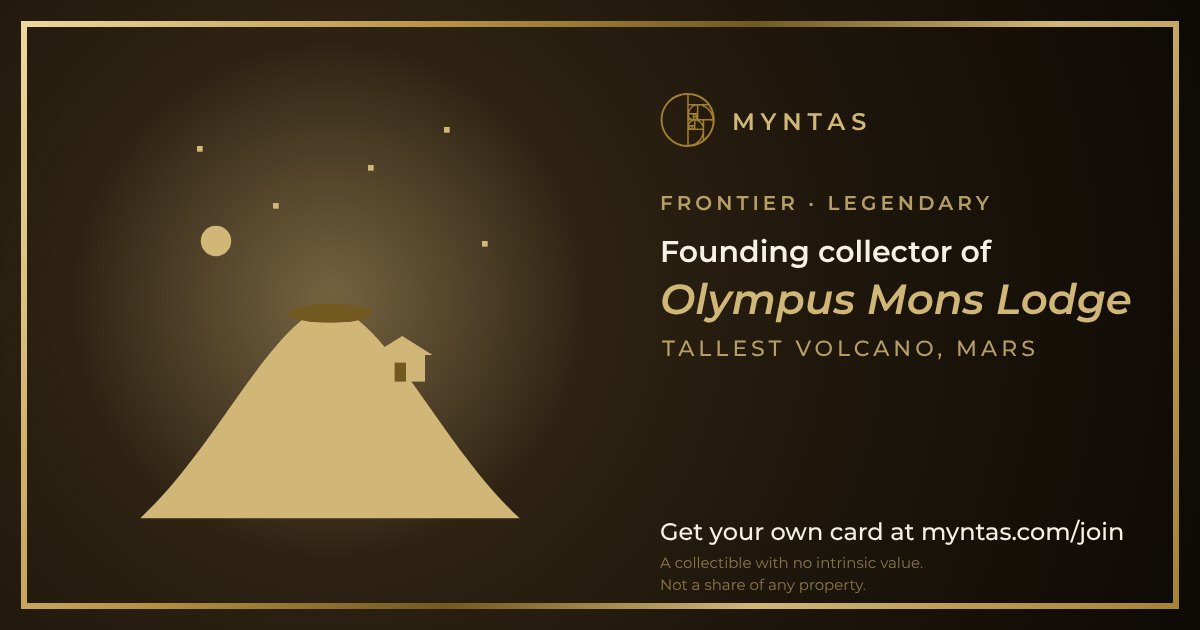 MYNTAS
FRONTIER · LEGENDARY
Founding collector of
Olympus Mons Lodge
TALLEST VOLCANO, MARS
Get your own card at myntas.com/join
A collectible with no intrinsic value.
Not a share of any property.